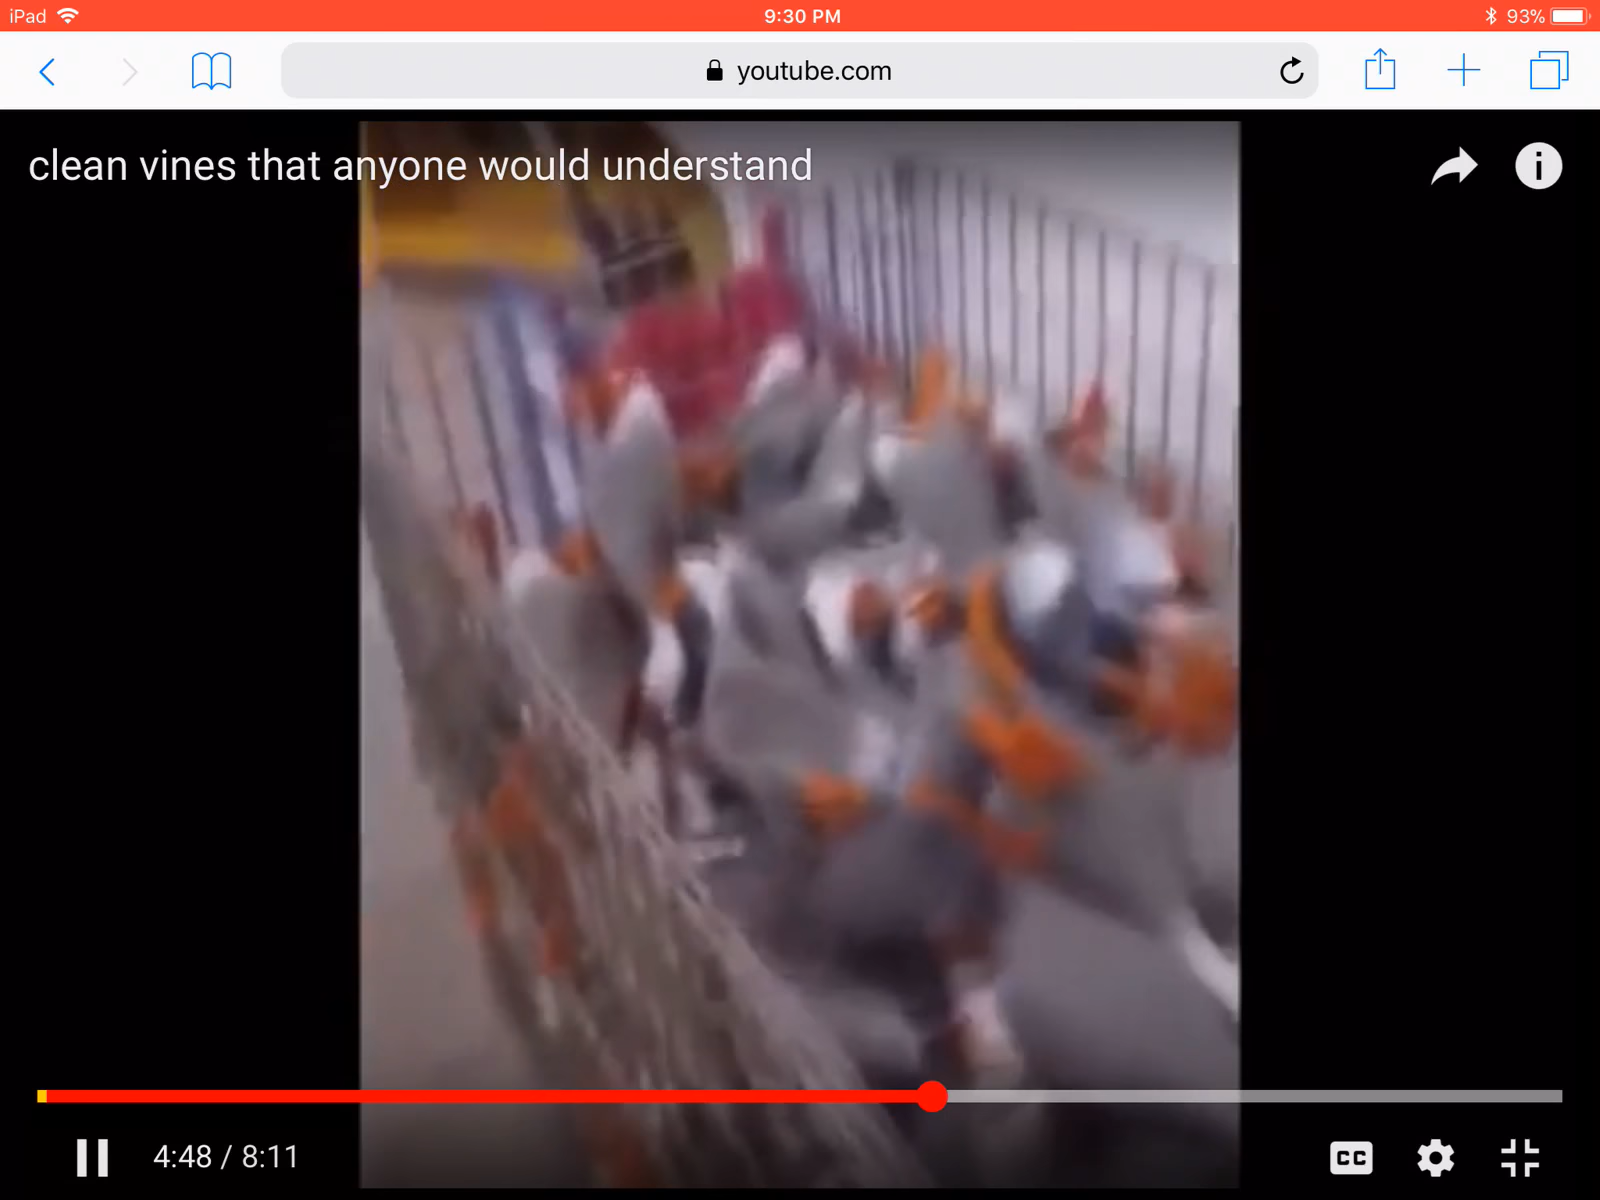 iPad 9:30 PM 93%
youtube.com
clean vines that anyone would understand
4:48 / 8:11 CC